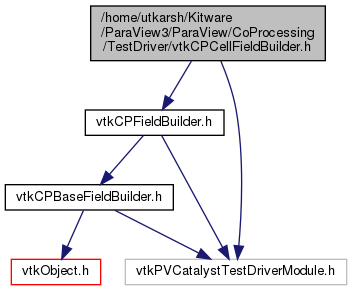 /home/utkarsh/Kitware
/ParaView3/ParaView/CoProcessing
/TestDriver/vtkCPCellFieldBuilder.h
vtkCPFieldBuilder.h
vtkCPBaseFieldBuilder.h
vtkObject.h
vtkPVCatalystTestDriverModule.h